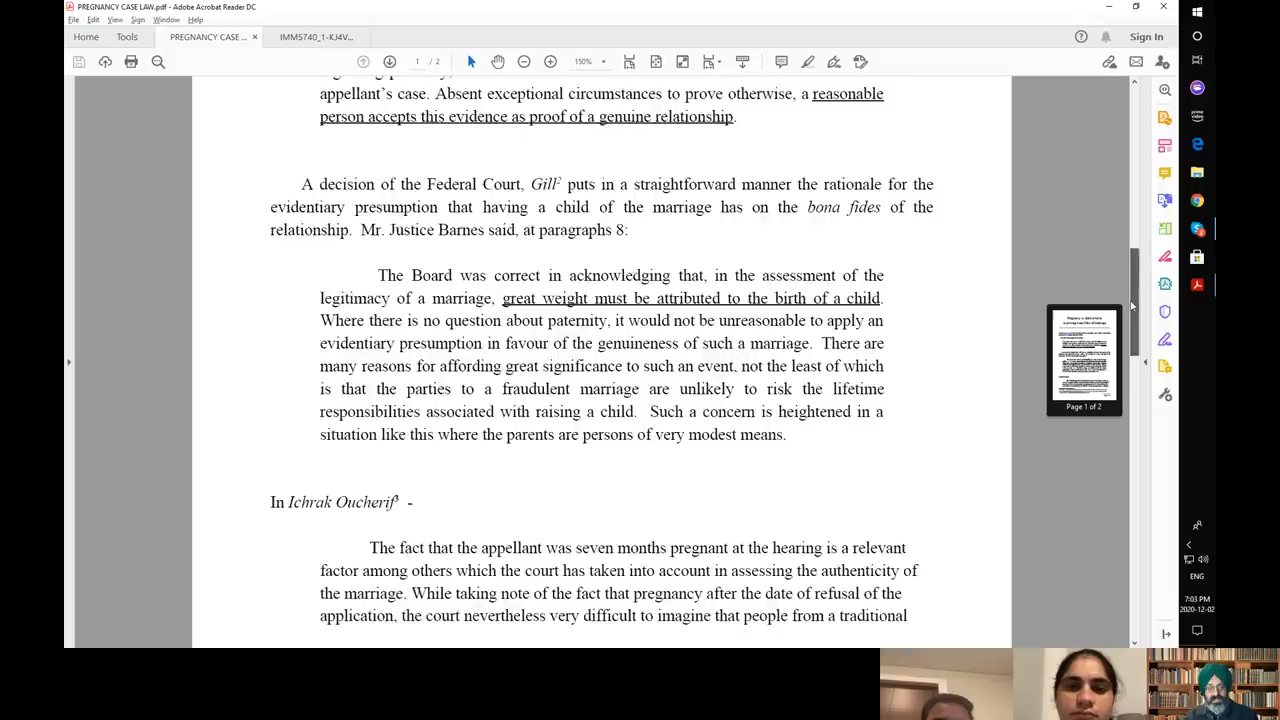 PREGNANCY CASE LAW.pdf - Adobe Acrobat Reader DC
File Edit View Sign Window Help
Home Tools PREGNANCY CASE ... × IMM5740_1-KJ4V... Sign In
1 / 2 150%
appellant's case. Absent exceptional circumstances to prove otherwise, a reasonable
person accepts this evidence as proof of a genuine relationship.
A decision of the Federal Court, Gill² puts in a straightforward manner the rationale for the
evidentiary presumption that having a child of the marriage has on the bona fides of the
relationship. Mr. Justice Barnes said, at paragraphs 8:
The Board was correct in acknowledging that, in the assessment of the
legitimacy of a marriage, great weight must be attributed to the birth of a child.
Where there is no question about paternity, it would not be unreasonable to apply an
evidentiary presumption in favour of the genuineness of such a marriage. There are
many reasons for affording great significance to such an event, not the least of which
is that the parties to a fraudulent marriage are unlikely to risk the lifetime
responsibilities associated with raising a child. Such a concern is heightened in a
situation like this where the parents are persons of very modest means.
In Ichrak Oucherif³ -
The fact that the appellant was seven months pregnant at the hearing is a relevant
factor among others which the court has taken into account in assessing the authenticity of
the marriage. While taking note of the fact that pregnancy after the date of refusal of the
application, the court nevertheless very difficult to imagine that people from a traditional
Page 1 of 2
prime
video
ENG
7:03 PM
2020-12-02